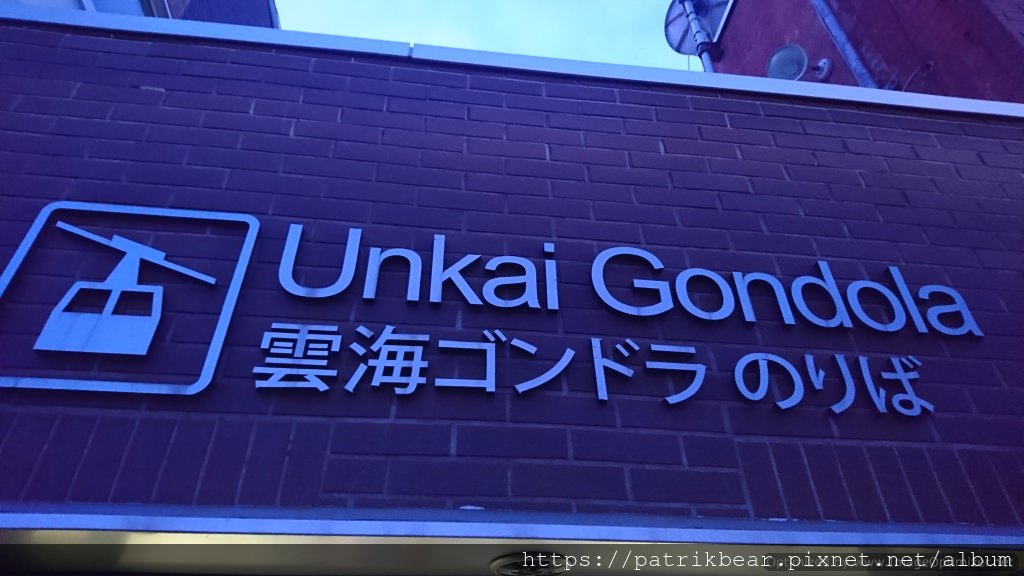 Unkai Gondola
雲海ゴンドラ のりば
https://patrikbear.pixnet.net/album